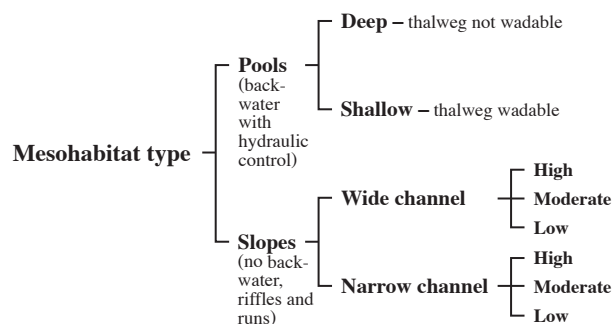 Mesohabitat type
Pools
(back-
water
with
hydraulic
control)
Deep – thalweg not wadable
Shallow – thalweg wadable
Slopes
(no back-
water,
riffles and
runs)
Wide channel
High
Moderate
Low
Narrow channel
High
Moderate
Low